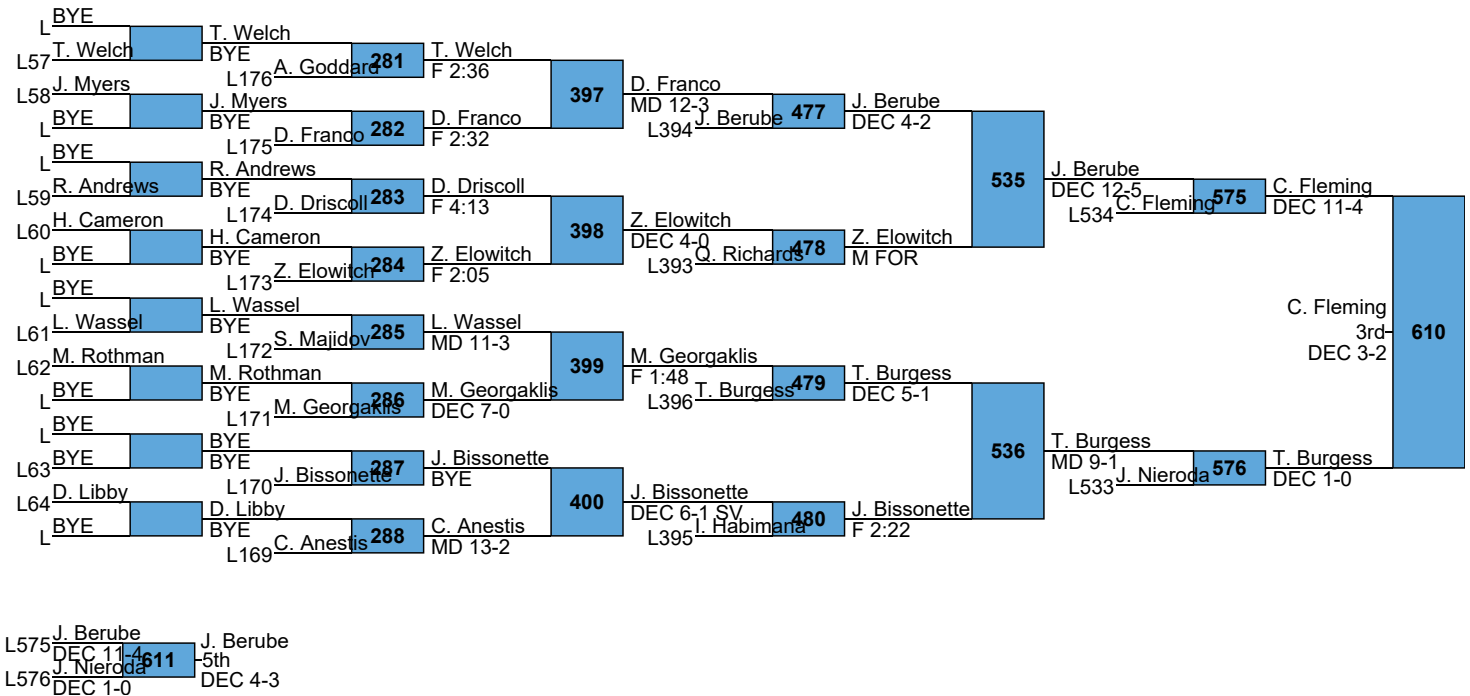 BYE
L
T. Welch
L57
T. Welch
BYE
J. Myers
L58
BYE
L
J. Myers
BYE
BYE
L
R. Andrews
L59
R. Andrews
BYE
H. Cameron
L60
BYE
L
H. Cameron
BYE
BYE
L
L. Wassel
L61
L. Wassel
BYE
M. Rothman
L62
BYE
L
M. Rothman
BYE
BYE
L
BYE
L63
BYE
BYE
D. Libby
L64
BYE
L
D. Libby
BYE
L176 A. Goddard
281
T. Welch
F 2:36
L175 D. Franco
282
D. Franco
F 2:32
L174 D. Driscoll
283
D. Driscoll
F 4:13
L173 Z. Elowitch
284
Z. Elowitch
F 2:05
L172 S. Majidov
285
L. Wassel
MD 11-3
L171 M. Georgaklis
286
M. Georgaklis
DEC 7-0
L170 J. Bissonette
287
J. Bissonette
BYE
L169 C. Anestis
288
C. Anestis
MD 13-2
397
D. Franco
MD 12-3
398
Z. Elowitch
DEC 4-0
399
M. Georgaklis
F 1:48
400
J. Bissonette
DEC 6-1 SV
L394 J. Berube
477
J. Berube
DEC 4-2
L393 Q. Richards
478
Z. Elowitch
M FOR
L396 T. Burgess
479
T. Burgess
DEC 5-1
L395 I. Habimana
480
J. Bissonette
F 2:22
535
J. Berube
DEC 12-5
536
T. Burgess
MD 9-1
L534 C. Fleming
575
C. Fleming
DEC 11-4
L533 J. Nieroda
576
T. Burgess
DEC 1-0
610
C. Fleming
3rd
DEC 3-2
L575 J. Berube
DEC 11-4
L576 J. Nieroda
DEC 1-0
611
J. Berube
5th
DEC 4-3